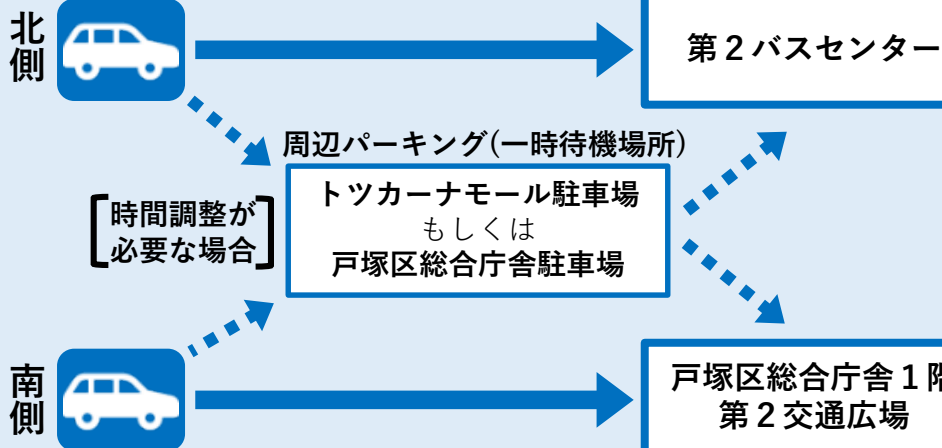 北側
第２バスセンター
周辺パーキング(一時待機場所)
トツカーナモール駐車場
もしくは
戸塚区総合庁舎駐車場
[時間調整が
必要な場合]
南側
戸塚区総合庁舎１階
第２交通広場